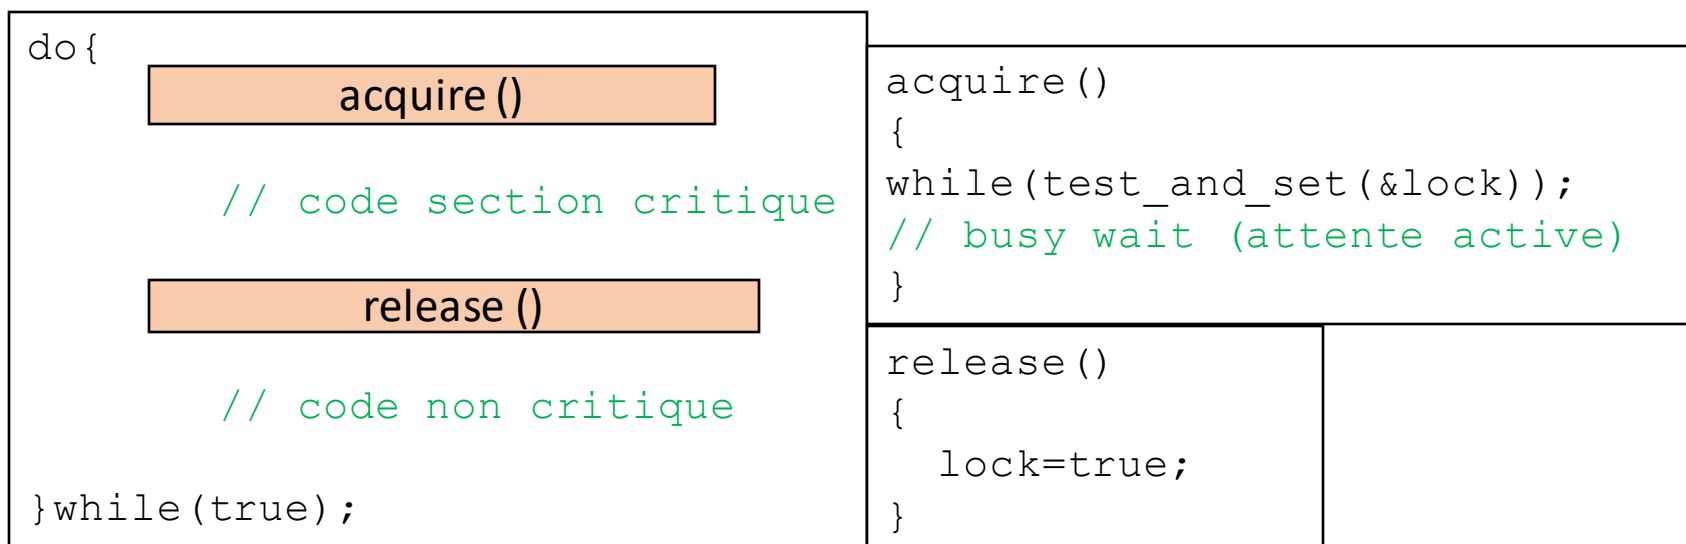 do{
acquire ()
// code section critique
release ()
// code non critique
}while(true);
acquire()
{
while(test_and_set(&lock));
// busy wait (attente active)
}
release()
{
lock=true;
}